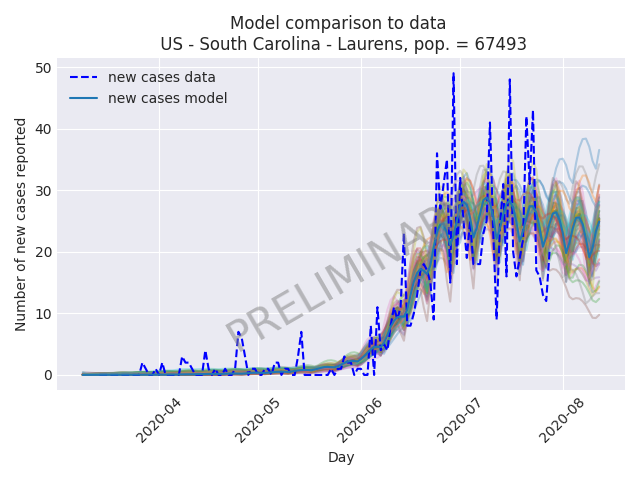 Model comparison to data
US - South Carolina - Laurens, pop. = 67493
new cases data
new cases model
Number of new cases reported
50
40
30
20
10
0
PRELIMINARY
2020-04
2020-05
2020-06
2020-07
2020-08
Day